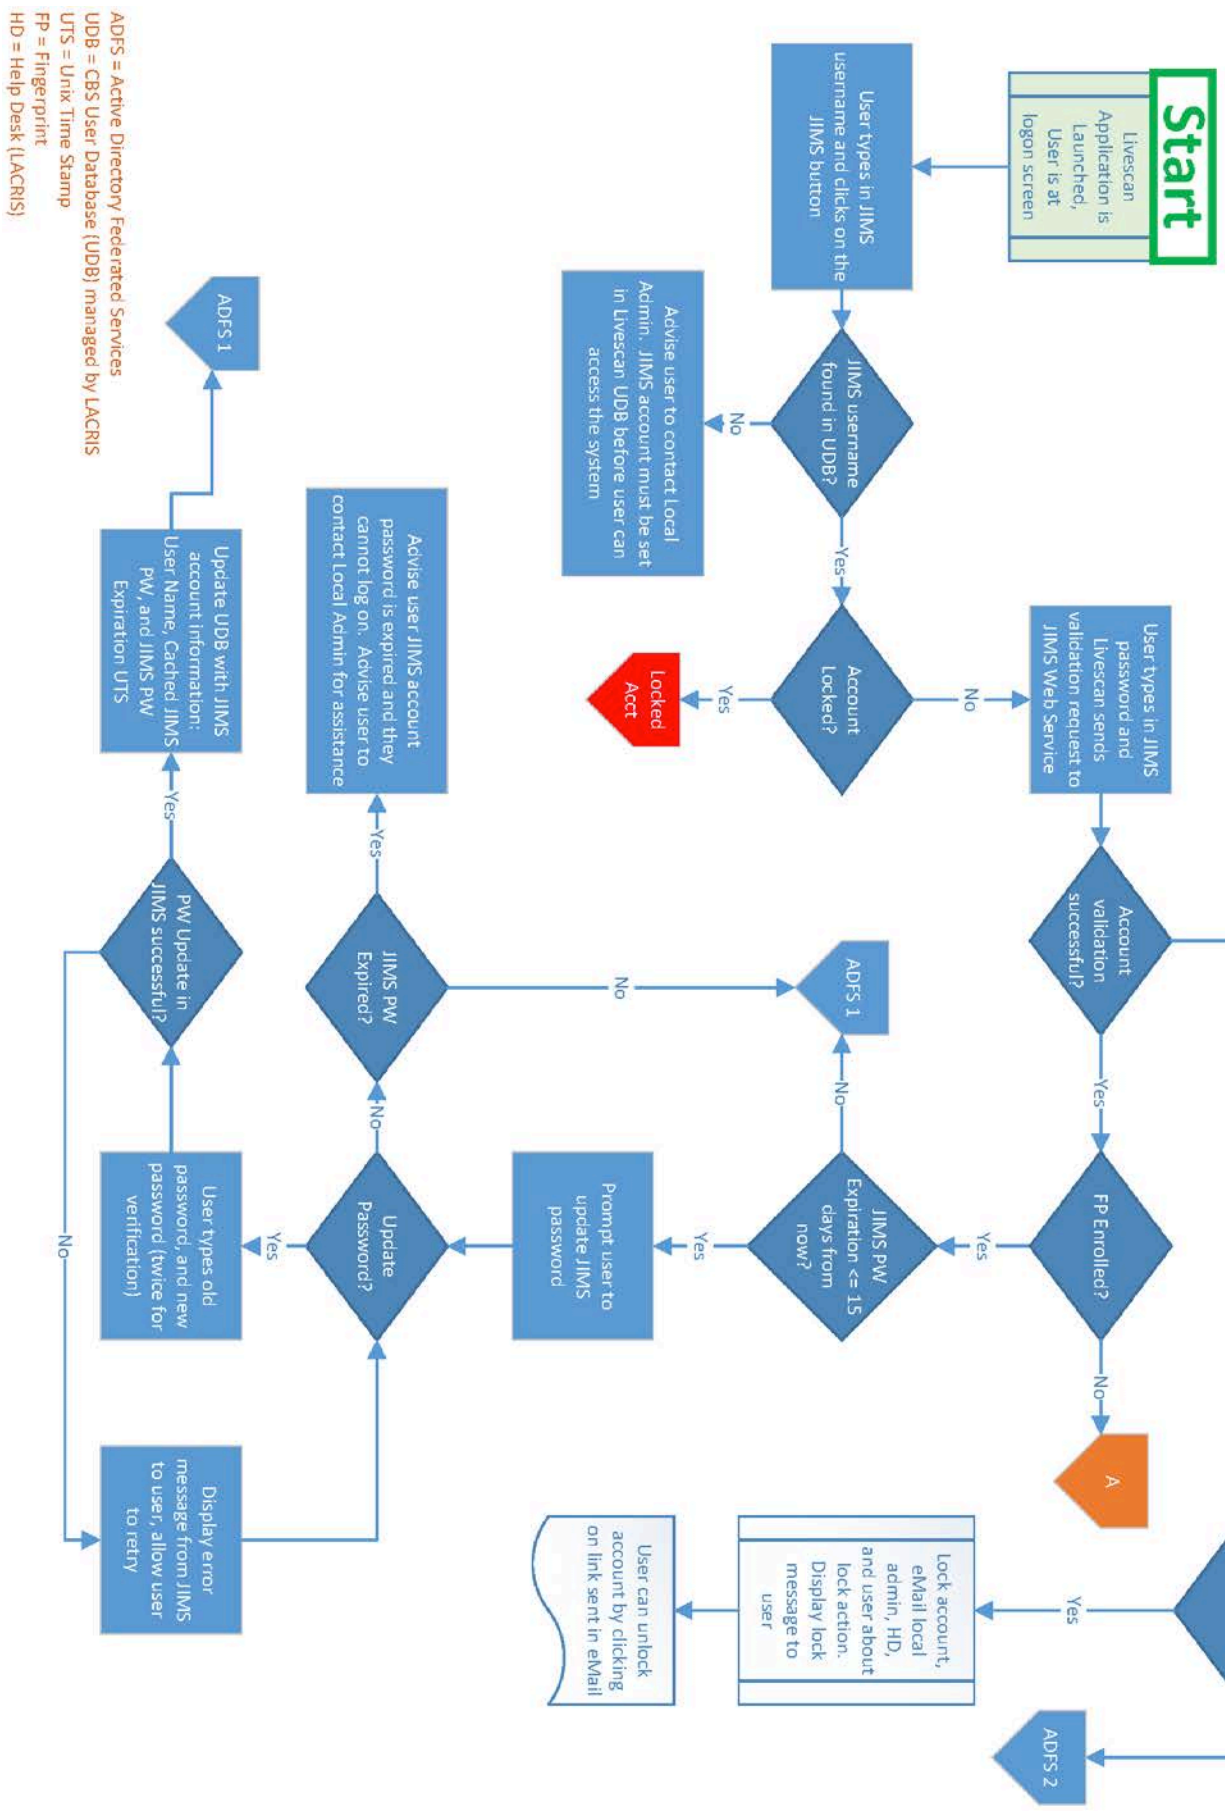 Start
Livescan
Application is
Launched,
User is at
logon screen
User types in JIMS
username and clicks on the
JIMS button
JIMS username
found in UDB?
No
Advise user to contact Local
Admin. JIMS account must be set
in Livescan UDB before user can
access the system
Yes
Account
Locked?
Yes
Locked
Acct
No
User types in JIMS
password and
Livescan sends
validation request to
JIMS Web Service
Account
validation
successful?
Yes
FP Enrolled?
No
A
Yes
JIMS PW
Expiration <= 15
days from
now?
No
ADFS 1
Yes
Prompt user to
update JIMS
password
Update
Password?
No
JIMS PW
Expired?
No
Yes
Advise user JIMS account
password is expired and they
cannot log on. Advise user to
contact Local Admin for assistance
Yes
User types old
password, and new
password (twice for
verification)
PW Update in
JIMS successful?
Yes
Update UDB with JIMS
account information:
User Name, Cached JIMS
PW, and JIMS PW
Expiration UTS
ADFS 1
No
Display error
message from JIMS
to user, allow user
to retry
Yes
Lock account,
eMail local
admin, HD,
and user about
lock action.
Display lock
message to
user
User can unlock
account by clicking
on link sent in eMail
ADFS 2
ADFS = Active Directory Federated Services
UDB = CBS User Database (UDB) managed by LACRIS
UTS = Unix Time Stamp
FP = Fingerprint
HD = Help Desk (LACRIS)